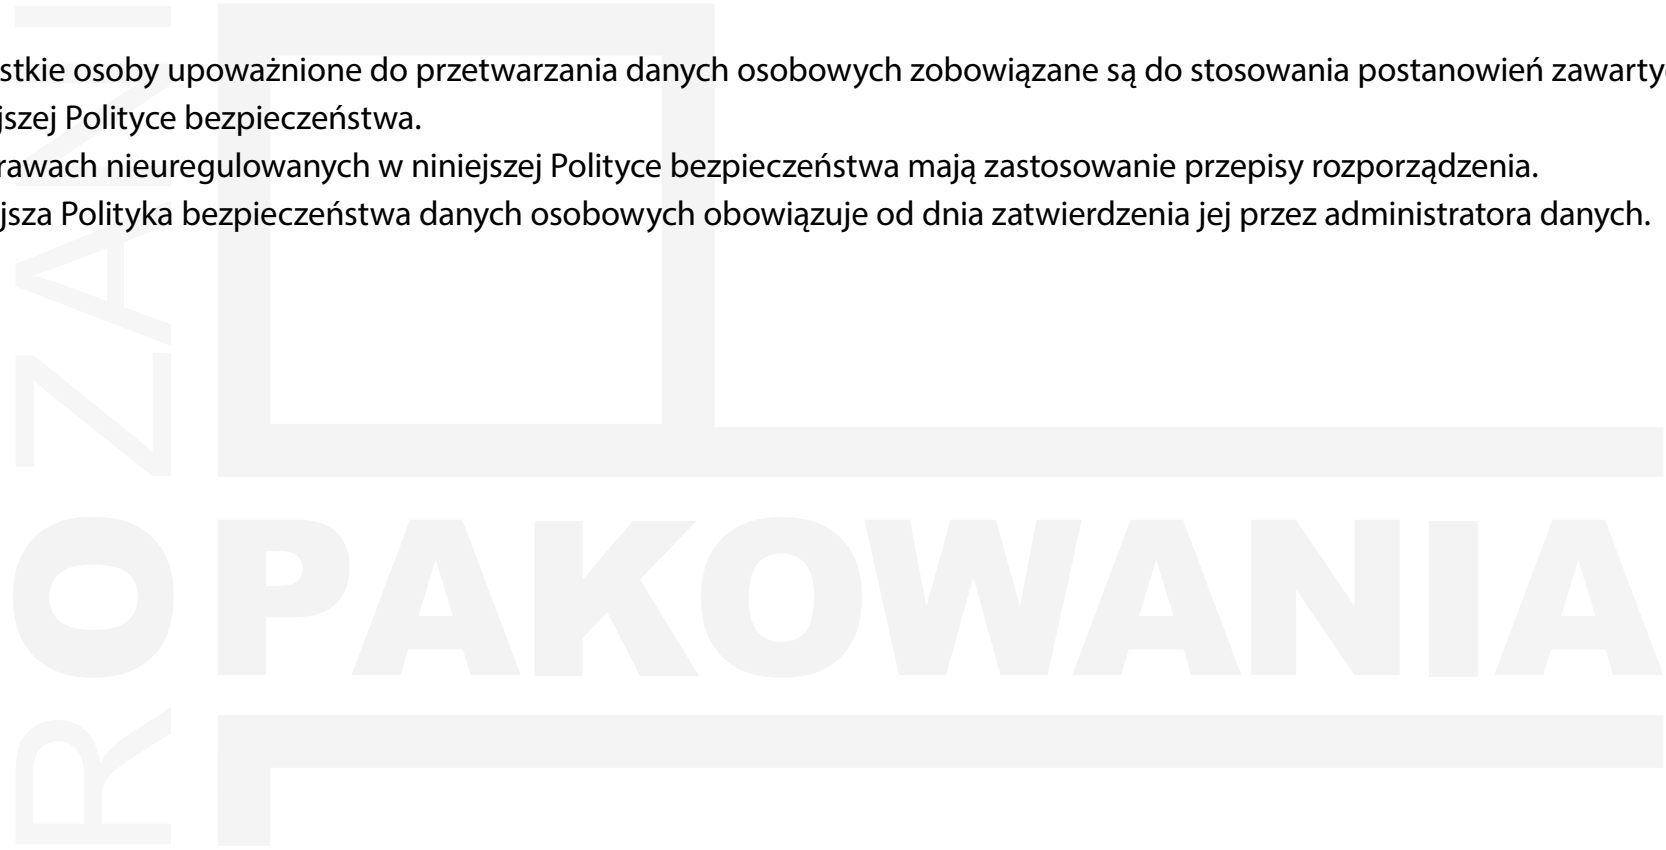 stkie osoby upoważnione do przetwarzania danych osobowych zobowiązane są do stosowania postanowień zawarty
jszej Polityce bezpieczeństwa.
rawach nieuregulowanych w niniejszej Polityce bezpieczeństwa mają zastosowanie przepisy rozporządzenia.
jsza Polityka bezpieczeństwa danych osobowych obowiązuje od dnia zatwierdzenia jej przez administratora danych.
PAKOWANIA